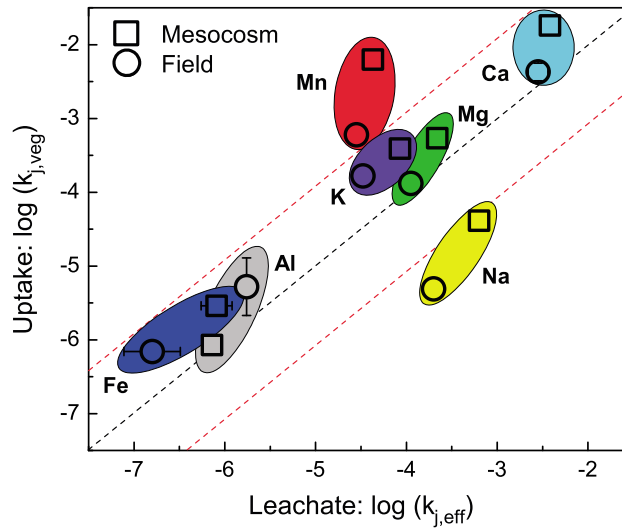 -2
Mesocosm
Field
Mn
Ca
Mg
-3
K
-4
Uptake: log (k_j,veg)
Al
Na
-5
-6
Fe
-7
-7 -6 -5 -4 -3 -2
Leachate: log (k_j,eff)